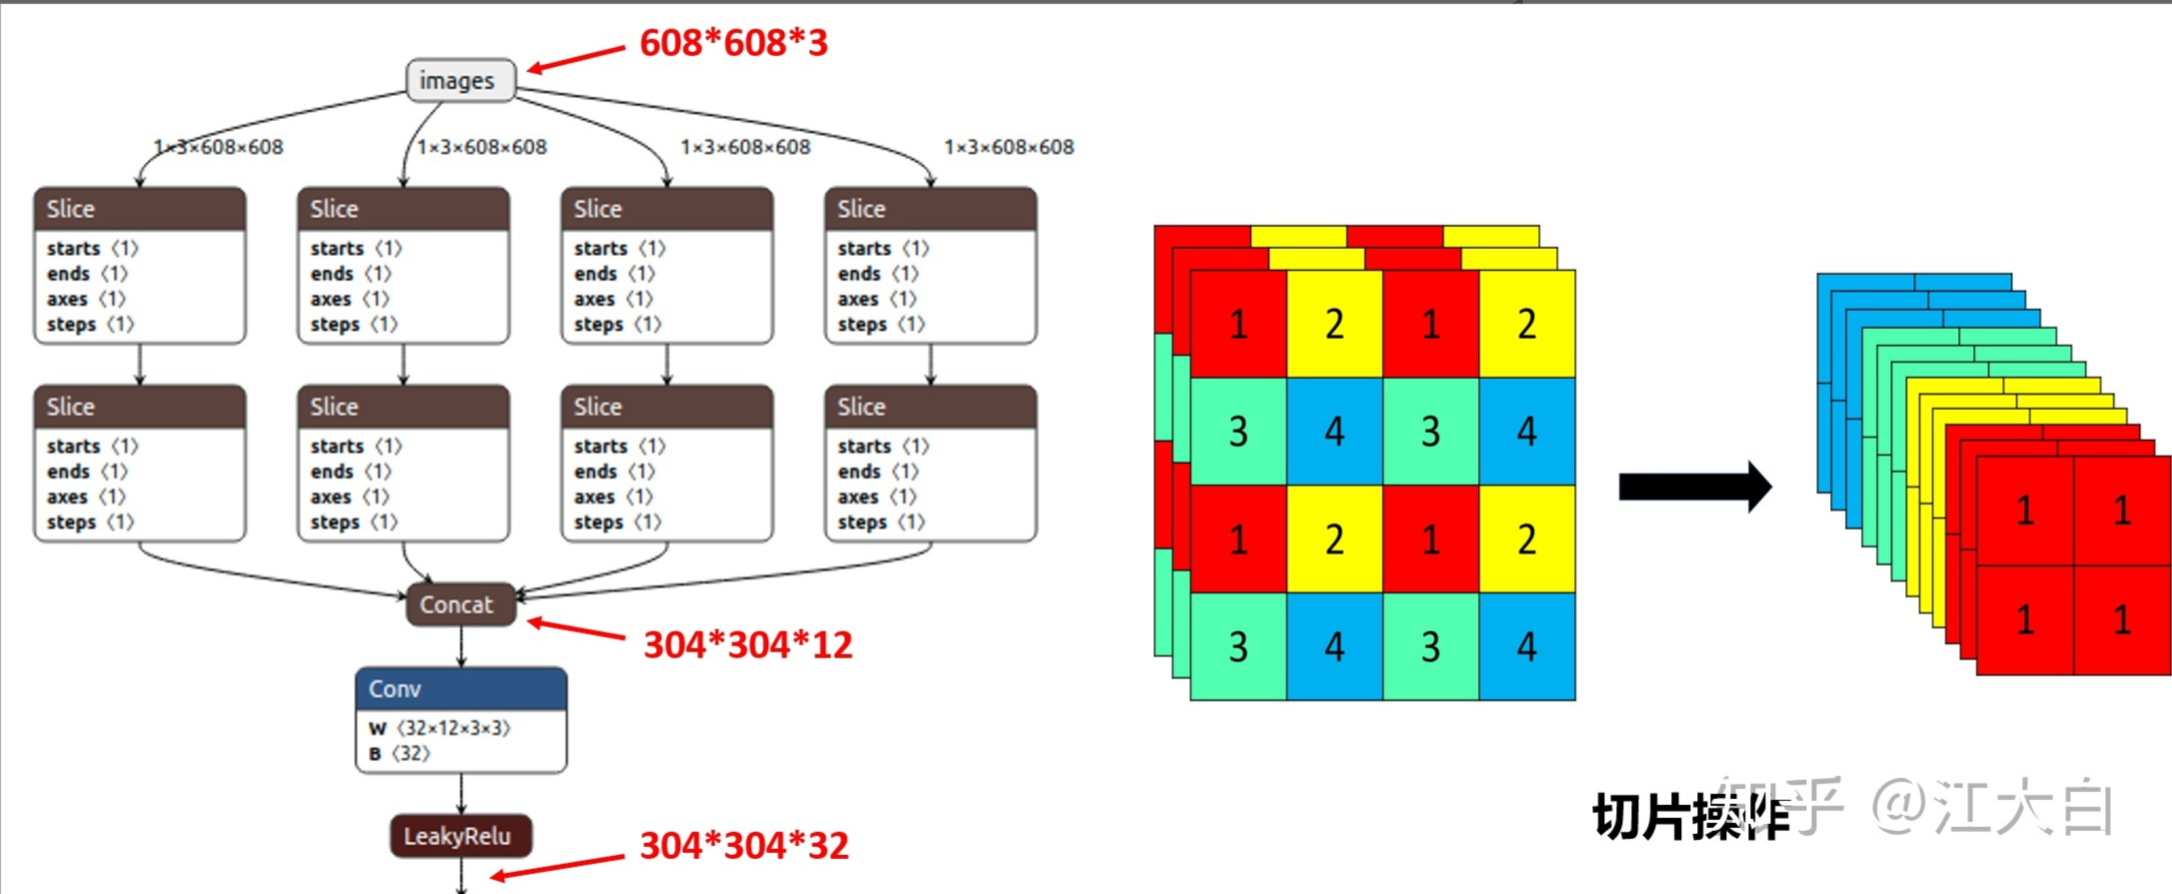 608*608*3
images
1×3×608×608
1×3×608×608
1×3×608×608
1×3×608×608
Slice
starts 〈1〉
ends 〈1〉
axes 〈1〉
steps 〈1〉
Slice
starts 〈1〉
ends 〈1〉
axes 〈1〉
steps 〈1〉
Slice
starts 〈1〉
ends 〈1〉
axes 〈1〉
steps 〈1〉
Slice
starts 〈1〉
ends 〈1〉
axes 〈1〉
steps 〈1〉
Slice
starts 〈1〉
ends 〈1〉
axes 〈1〉
steps 〈1〉
Slice
starts 〈1〉
ends 〈1〉
axes 〈1〉
steps 〈1〉
Slice
starts 〈1〉
ends 〈1〉
axes 〈1〉
steps 〈1〉
Slice
starts 〈1〉
ends 〈1〉
axes 〈1〉
steps 〈1〉
Concat
304*304*12
Conv
W 〈32×12×3×3〉
B 〈32〉
LeakyRelu
304*304*32
1 2 1 2
3 4 3 4
1 2 1 2
3 4 3 4
1 1
1 1
切片操作
知乎 @江大白